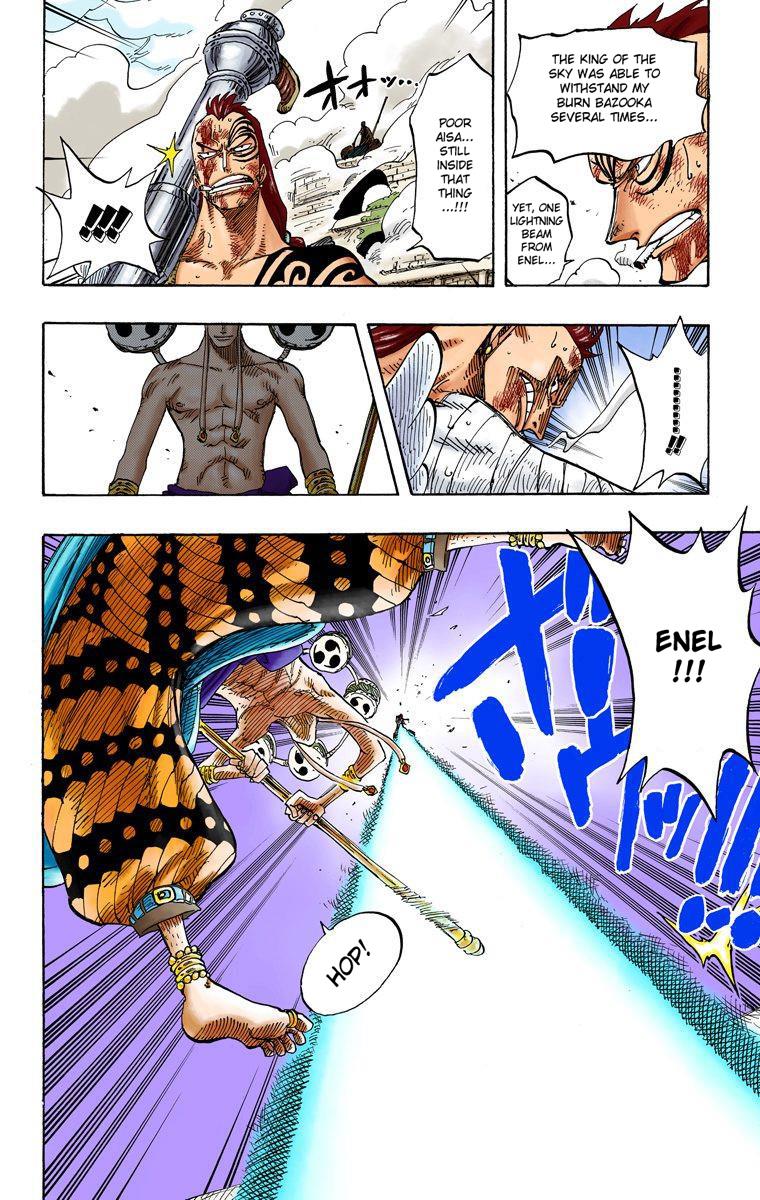 THE KING OF THE
SKY WAS ABLE TO
WITHSTAND MY
BURN BAZOOKA
SEVERAL TIMES...
YET, ONE
LIGHTNING
BEAM
FROM
ENEL...
POOR
AISA...
STILL
INSIDE
THAT
THING
...!!!
オオッ...
!!!!
..........!!
ENEL
!!!
HOP!